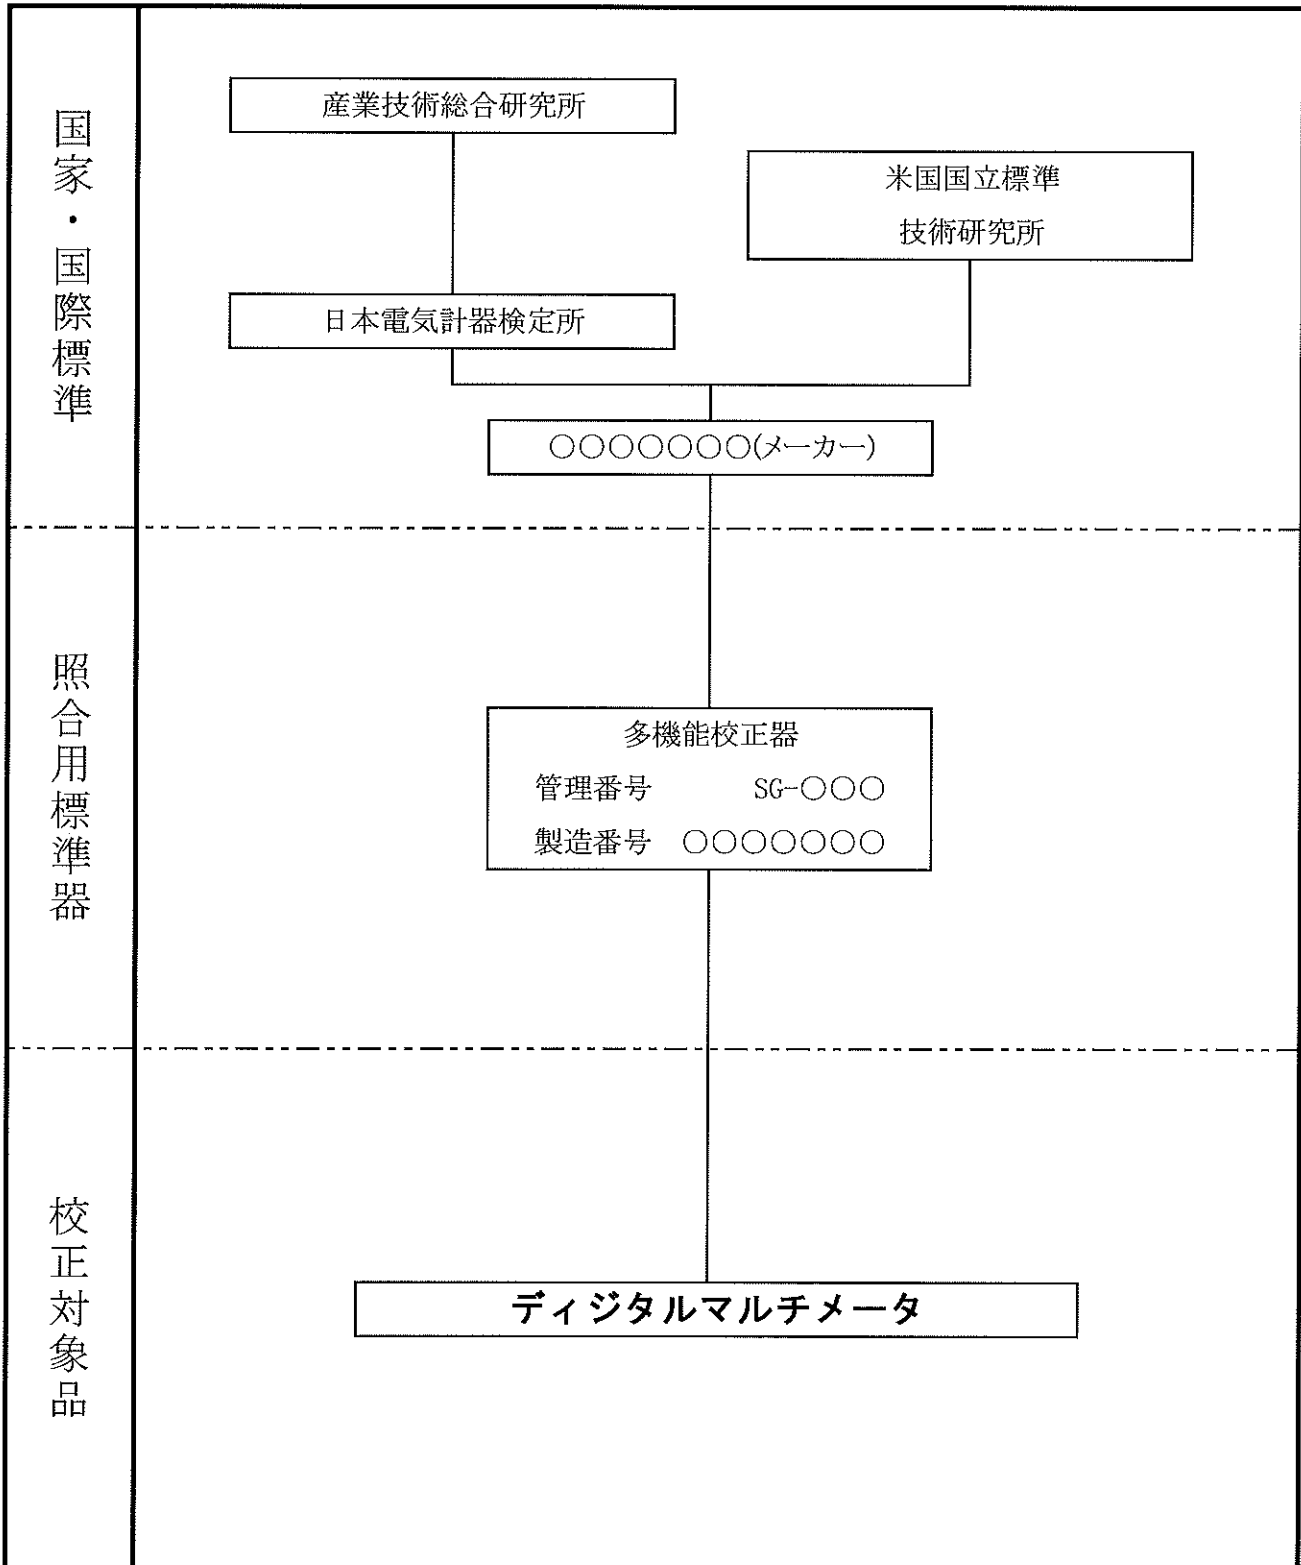 国家・国際標準
産業技術総合研究所
米国国立標準
技術研究所
日本電気計器検定所
○○○○○○○(メーカー)
照合用標準器
多機能校正器
管理番号 SG-○○○
製造番号 ○○○○○○○
校正対象品
ディジタルマルチメータ